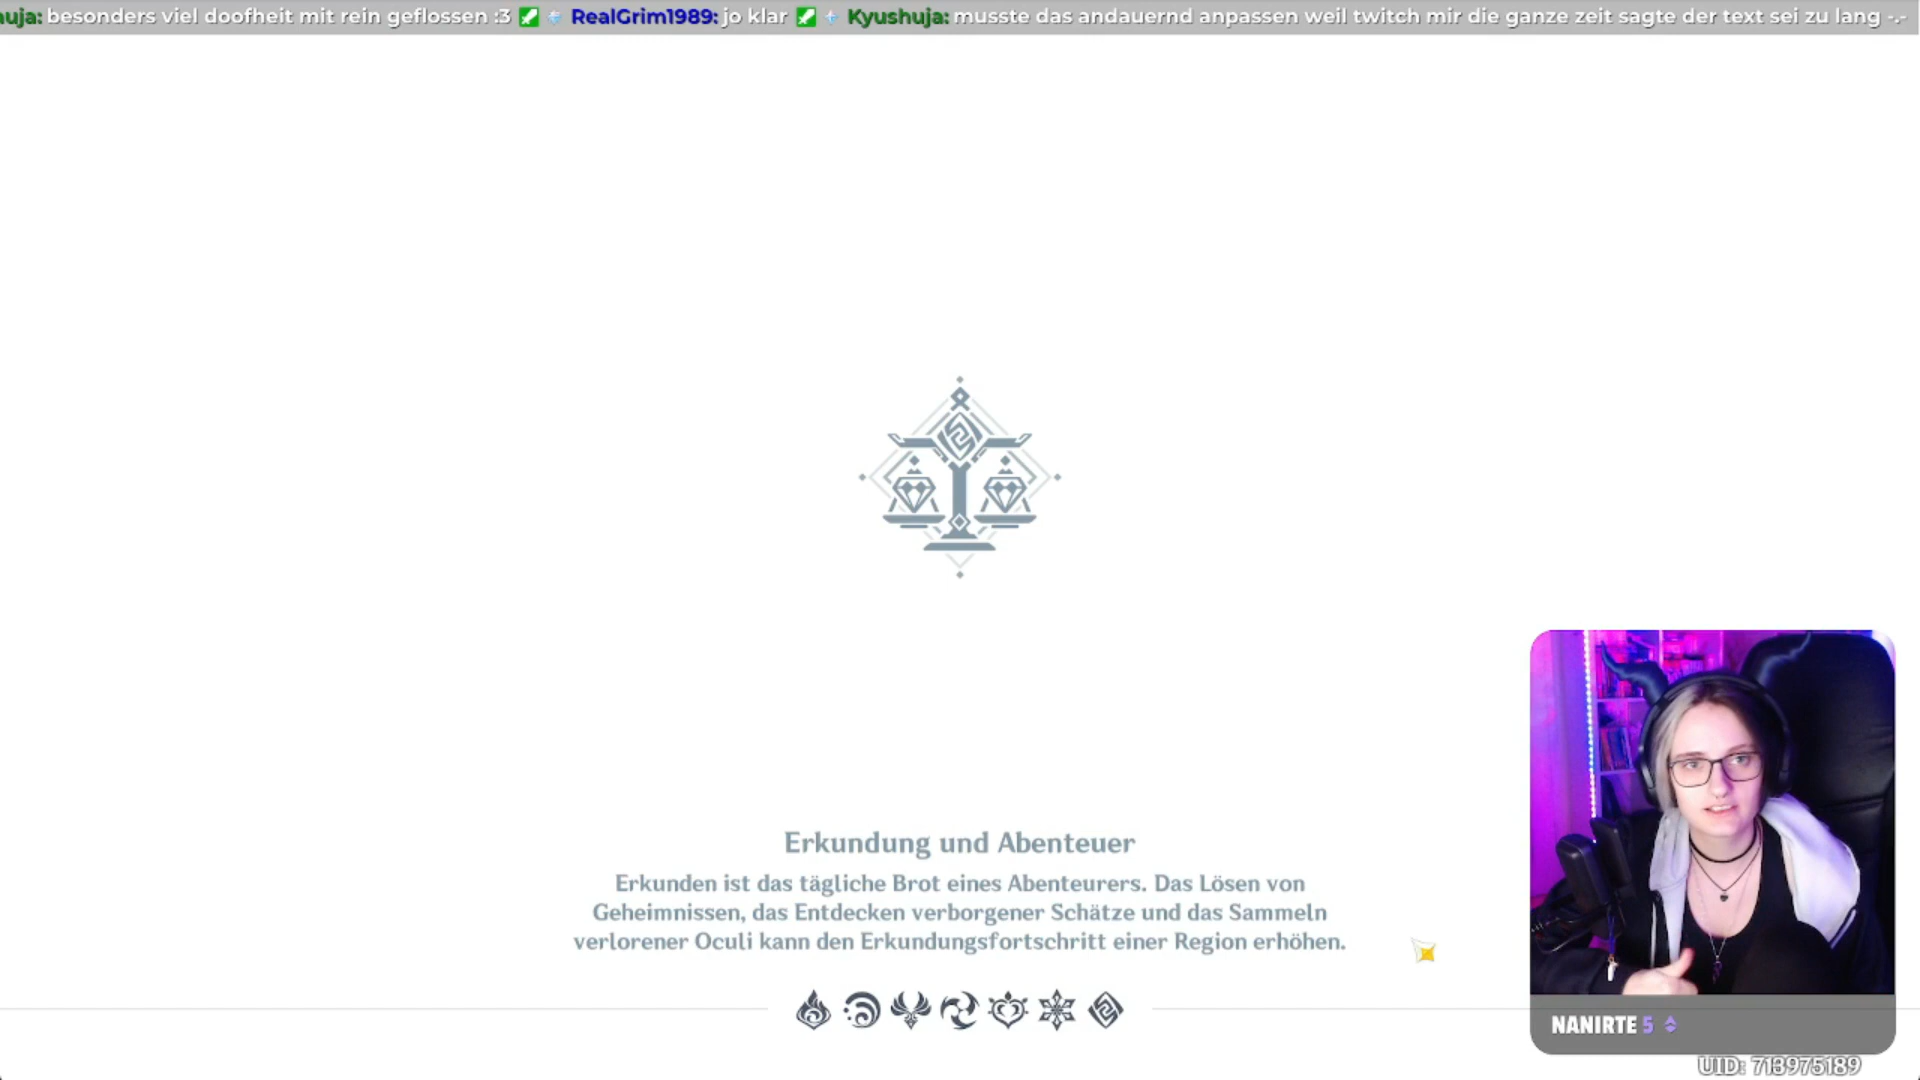 uja: besonders viel doofheit mit rein geflossen :3 RealGrim1989: jo klar Kyushuja: musste das andauernd anpassen weil twitch mir die ganze zeit sagte der text sei zu lang -.-
Erkundung und Abenteuer
Erkunden ist das tägliche Brot eines Abenteurers. Das Lösen von
Geheimnissen, das Entdecken verborgener Schätze und das Sammeln
verlorener Oculi kann den Erkundungsfortschritt einer Region erhöhen.
NANIRTE 5
UID: 713975189